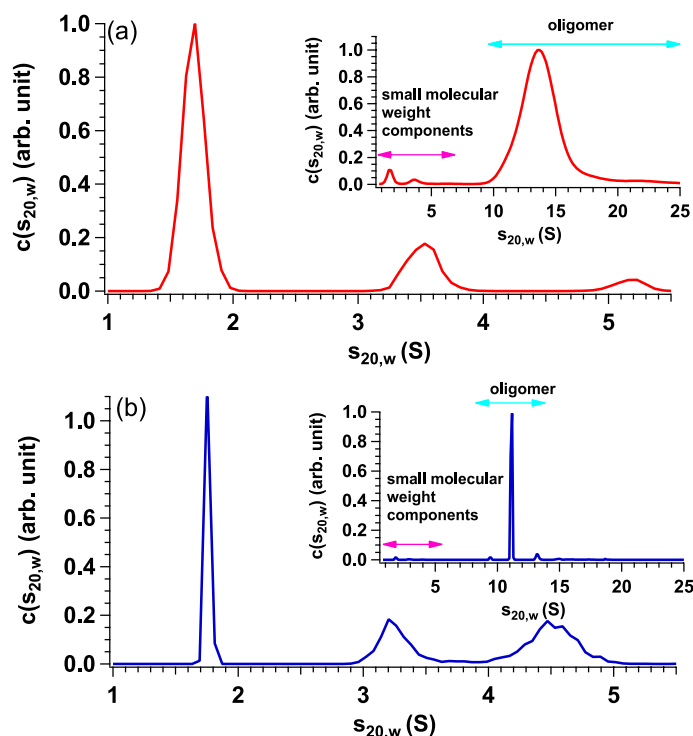 (a)
c(s20,w) (arb. unit)
1.0
0.8
0.6
0.4
0.2
0.0
1
2
3
4
5
s20,w (S)
oligomer
small molecular
weight
components
c(s20,w) (arb. unit)
1.0
0.8
0.6
0.4
0.2
0.0
5
10
15
20
25
s20,w (S)
(b)
c(s20,w) (arb. unit)
1.0
0.8
0.6
0.4
0.2
0.0
1
2
3
4
5
s20,w (S)
oligomer
small molecular
weight
components
c(s20,w) (arb. unit)
1.0
0.8
0.6
0.4
0.2
0.0
5
10
15
20
25
s20,w (S)